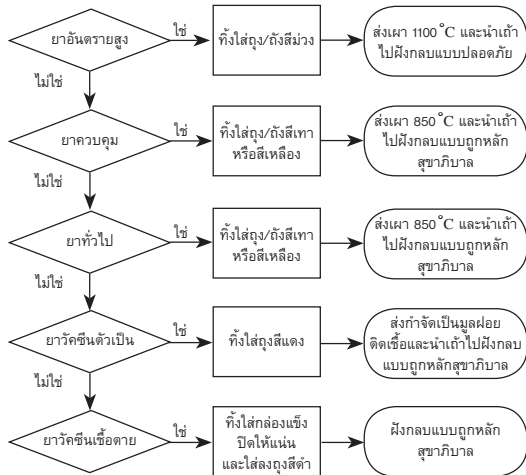 ยาอันตรายสูง
ใช่
ทิ้งใส่ถุง/ถังสีม่วง
ส่งเผา 1100 °C และนำเถ้า
ไปฝังกลบแบบปลอดภัย
ไม่ใช่
ยาควบคุม
ใช่
ทิ้งใส่ถุง/ถังสีเทา
หรือสีเหลือง
ส่งเผา 850 °C และนำเถ้า
ไปฝังกลบแบบถูกหลัก
สุขาภิบาล
ไม่ใช่
ยาทั่วไป
ใช่
ทิ้งใส่ถุง/ถังสีเทา
หรือสีเหลือง
ส่งเผา 850 °C และนำเถ้า
ไปฝังกลบแบบถูกหลัก
สุขาภิบาล
ไม่ใช่
ยาวัคซีนตัวเป็น
ใช่
ทิ้งใส่ถุงสีแดง
ส่งกำจัดเป็นมูลฝอย
ติดเชื้อและนำเถ้าไปฝังกลบ
แบบถูกหลักสุขาภิบาล
ไม่ใช่
ยาวัคซีนเชื้อตาย
ใช่
ทิ้งใส่กล่องแข็ง
ปิดให้แน่น
และใส่ลงถุงสีดำ
ฝังกลบแบบถูกหลัก
สุขาภิบาล